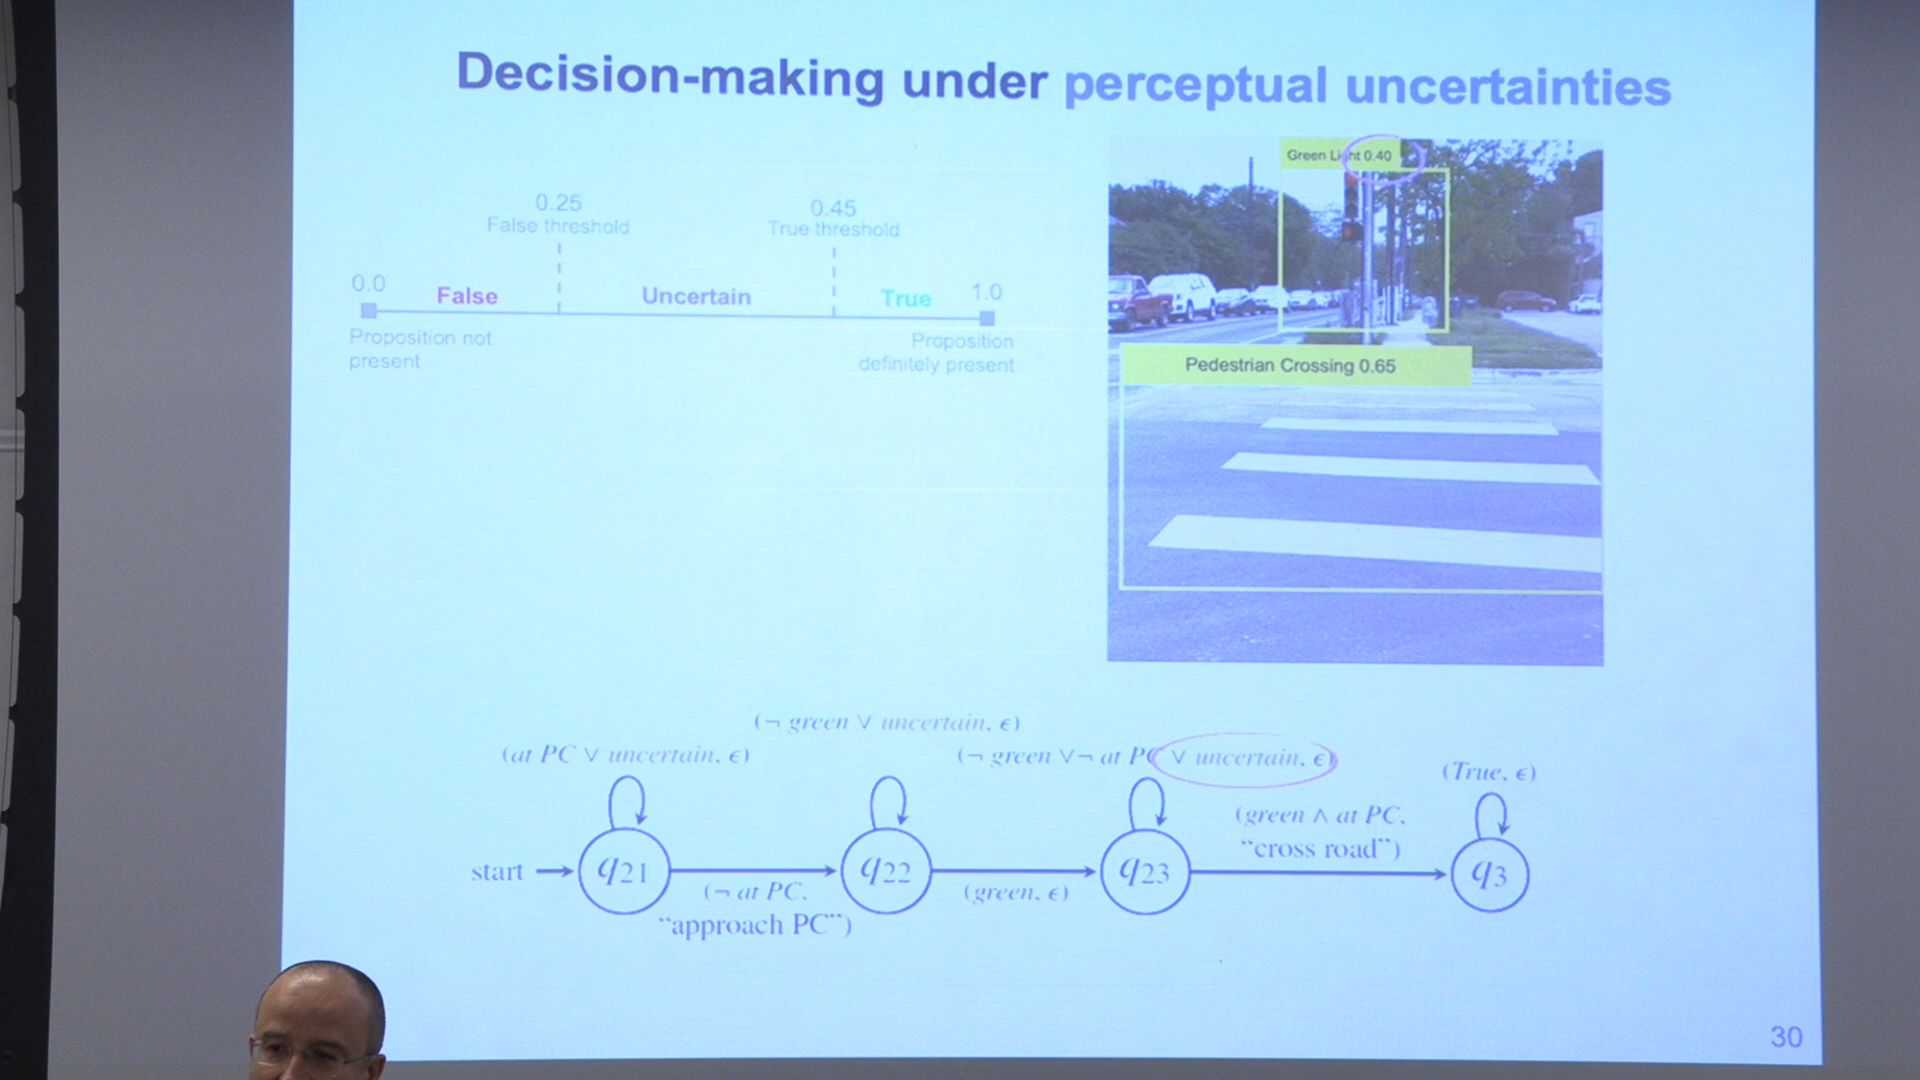 Decision-making under perceptual uncertainties
0.25
False threshold
0.45
True threshold
0.0
False
Uncertain
True
1.0
Proposition not
present
Proposition
definitely present
Green Light 0.40
Pedestrian Crossing 0.65
(¬ green ∨ uncertain, ϵ)
(at PC ∨ uncertain, ϵ)
(¬ green ∨¬ at PC ∨ uncertain, ϵ)
(True, ϵ)
(green ∧ at PC,
“cross road”)
start
q21
q22
q23
q3
(¬ at PC,
“approach PC”)
(green, ϵ)
30